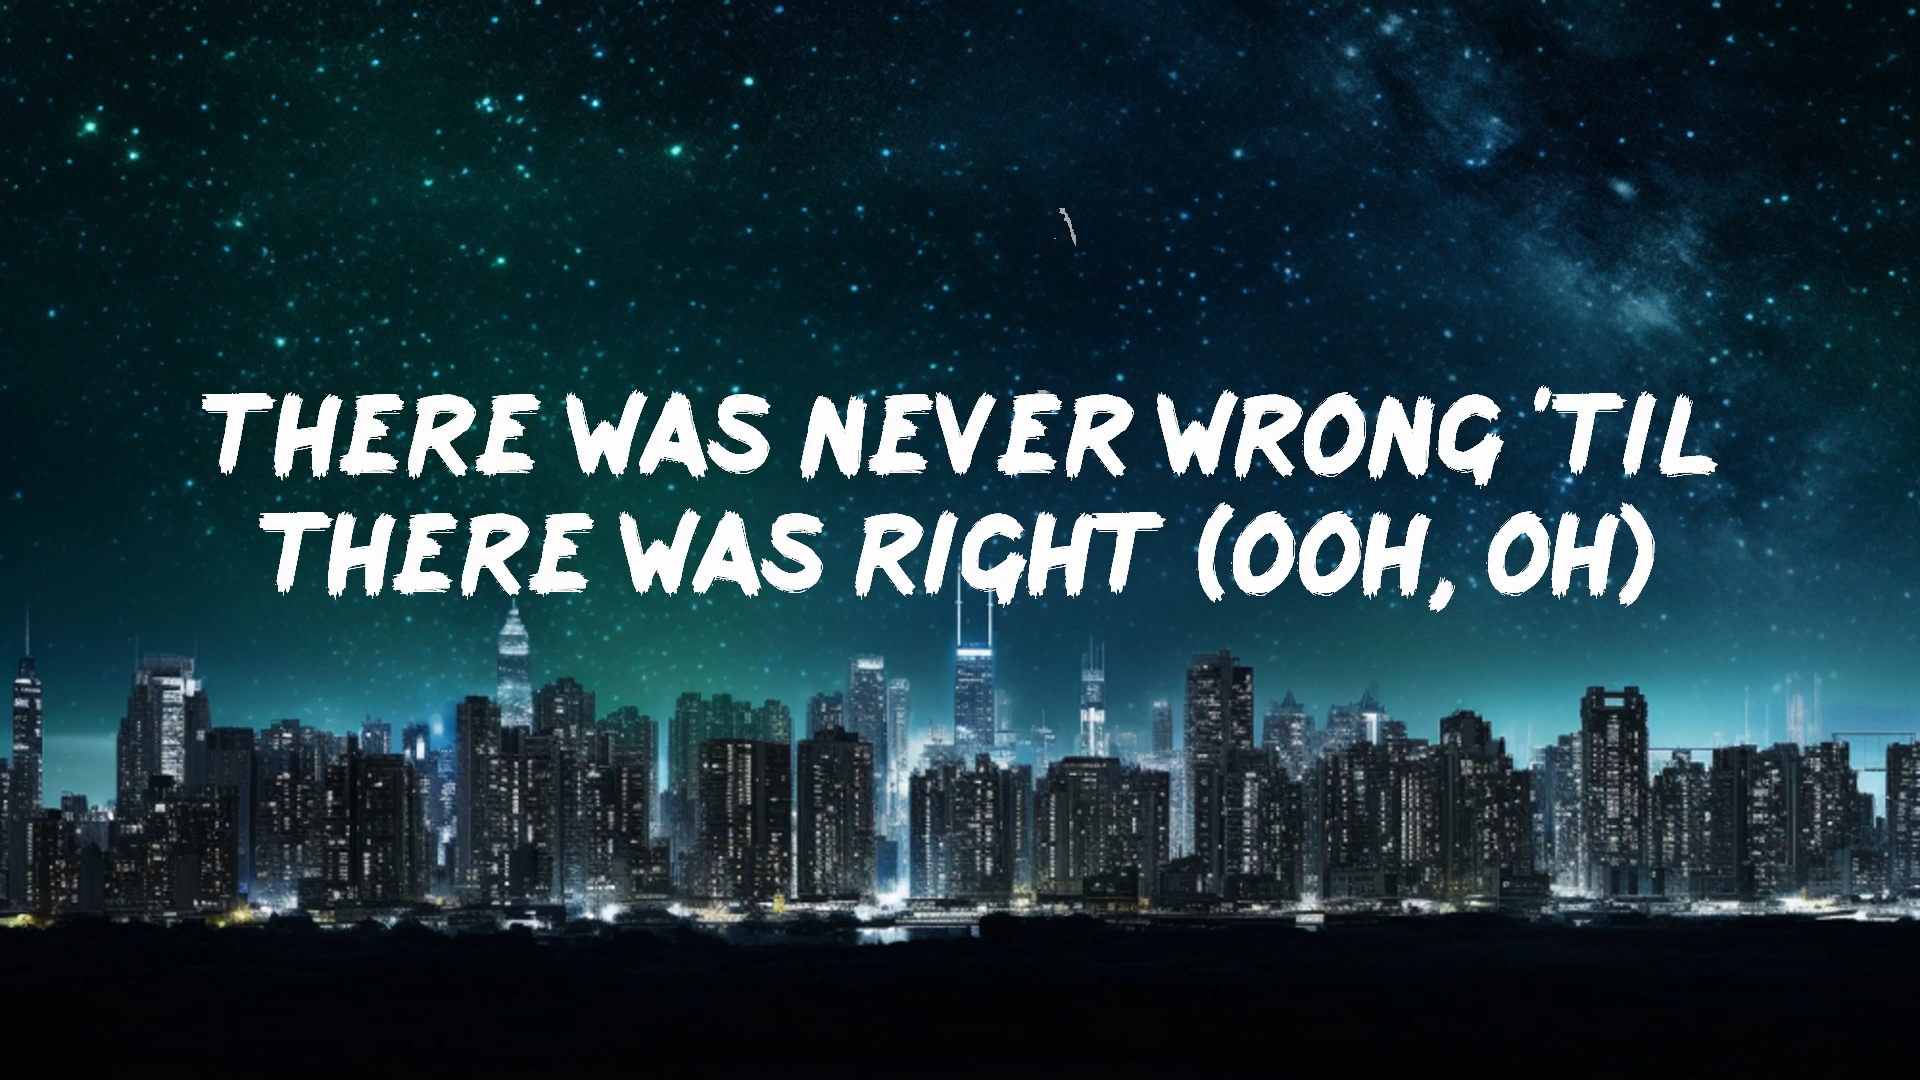 THERE WAS NEVER WRONG 'TIL
THERE WAS RIGHT (OOH, OH)